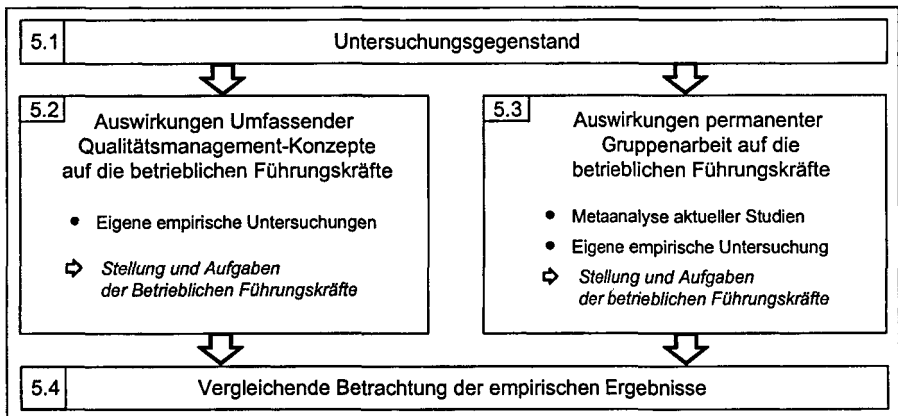 5.1 Untersuchungsgegenstand
5.2
Auswirkungen Umfassender
Qualitätsmanagement-Konzepte
auf die betrieblichen Führungskräfte
• Eigene empirische Untersuchungen
⇨ Stellung und Aufgaben
der Betrieblichen Führungskräfte
5.3
Auswirkungen permanenter
Gruppenarbeit auf die
betrieblichen Führungskräfte
• Metaanalyse aktueller Studien
• Eigene empirische Untersuchung
⇨ Stellung und Aufgaben
der betrieblichen Führungskräfte
5.4 Vergleichende Betrachtung der empirischen Ergebnisse